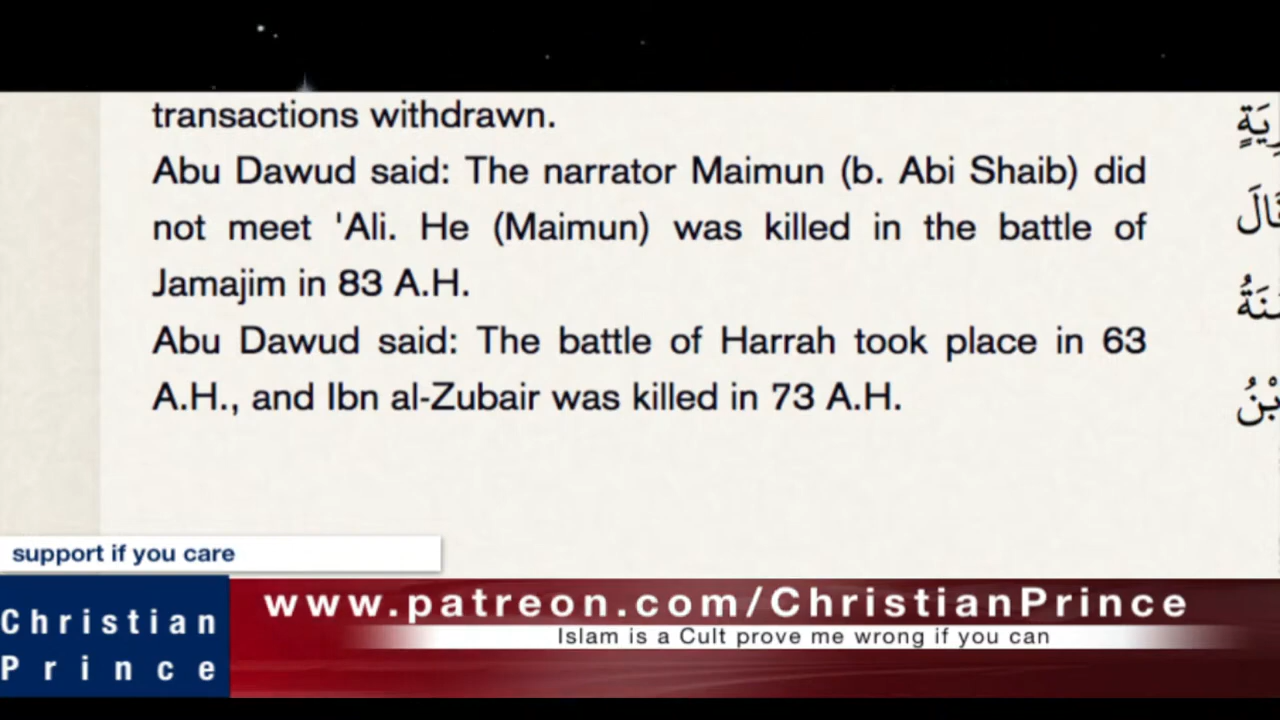 transactions withdrawn.
Abu Dawud said: The narrator Maimun (b. Abi Shaib) did
not meet 'Ali. He (Maimun) was killed in the battle of
Jamajim in 83 A.H.
Abu Dawud said: The battle of Harrah took place in 63
A.H., and Ibn al-Zubair was killed in 73 A.H.
support if you care
Christian
Prince
www.patreon.com/ChristianPrince
Islam is a Cult prove me wrong if you can